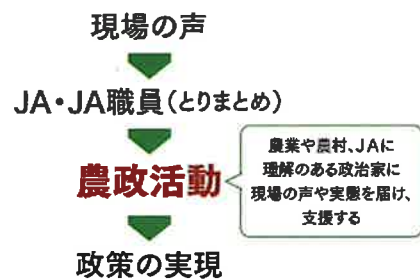 現場の声
JA・JA職員(とりまとめ)
農政活動
農業や農村、JAに
理解のある政治家に
現場の声や実態を届け、
支援する
政策の実現